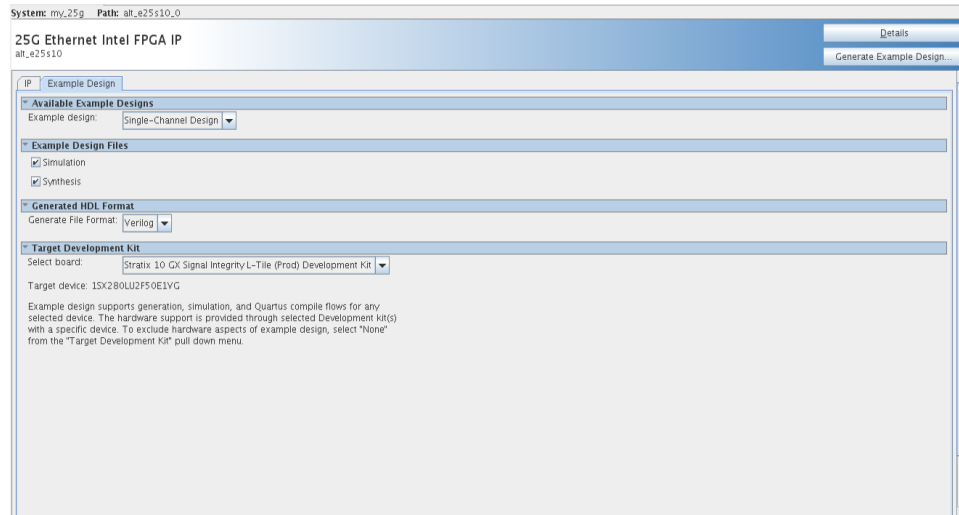 System: my_25g Path: alt_e25s10_0
25G Ethernet Intel FPGA IP
alt_e25s10
Details
Generate Example Design...
IP Example Design
Available Example Designs
Example design: Single-Channel Design
Example Design Files
Simulation
Synthesis
Generated HDL Format
Generate File Format: Verilog
Target Development Kit
Select board: Stratix 10 GX Signal Integrity L-Tile (Prod) Development Kit
Target device: 1SX280LU2F50E1VG
Example design supports generation, simulation, and Quartus compile flows for any
selected device. The hardware support is provided through selected Development kit(s)
with a specific device. To exclude hardware aspects of example design, select "None"
from the "Target Development Kit" pull down menu.